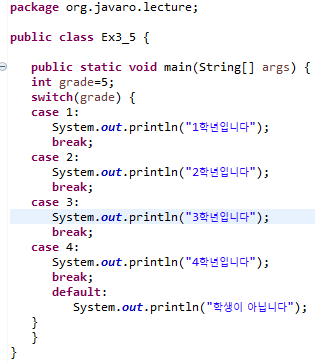 package org.javaro.lecture;
public class Ex3_5 {
public static void main(String[] args) {
int grade=5;
switch(grade) {
case 1:
System.out.println("1학년입니다");
break;
case 2:
System.out.println("2학년입니다");
break;
case 3:
System.out.println("3학년입니다");
break;
case 4:
System.out.println("4학년입니다");
break;
default:
System.out.println("학생이 아닙니다");
}
}
}